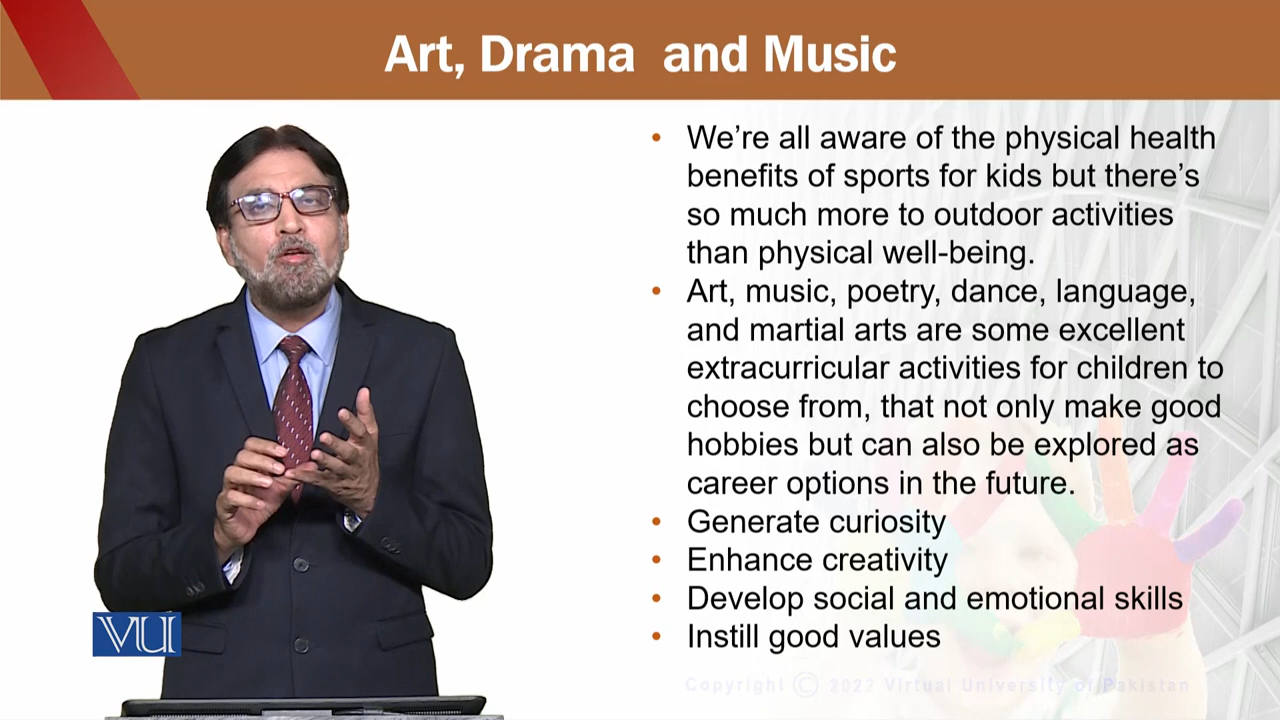 Art, Drama  and Music
• We’re all aware of the physical health
benefits of sports for kids but there’s
so much more to outdoor activities
than physical well-being.
• Art, music, poetry, dance, language,
and martial arts are some excellent
extracurricular activities for children to
choose from, that not only make good
hobbies but can also be explored as
career options in the future.
• Generate curiosity
• Enhance creativity
• Develop social and emotional skills
• Instill good values
VU
Copyright © 2022 Virtual University of Pakistan